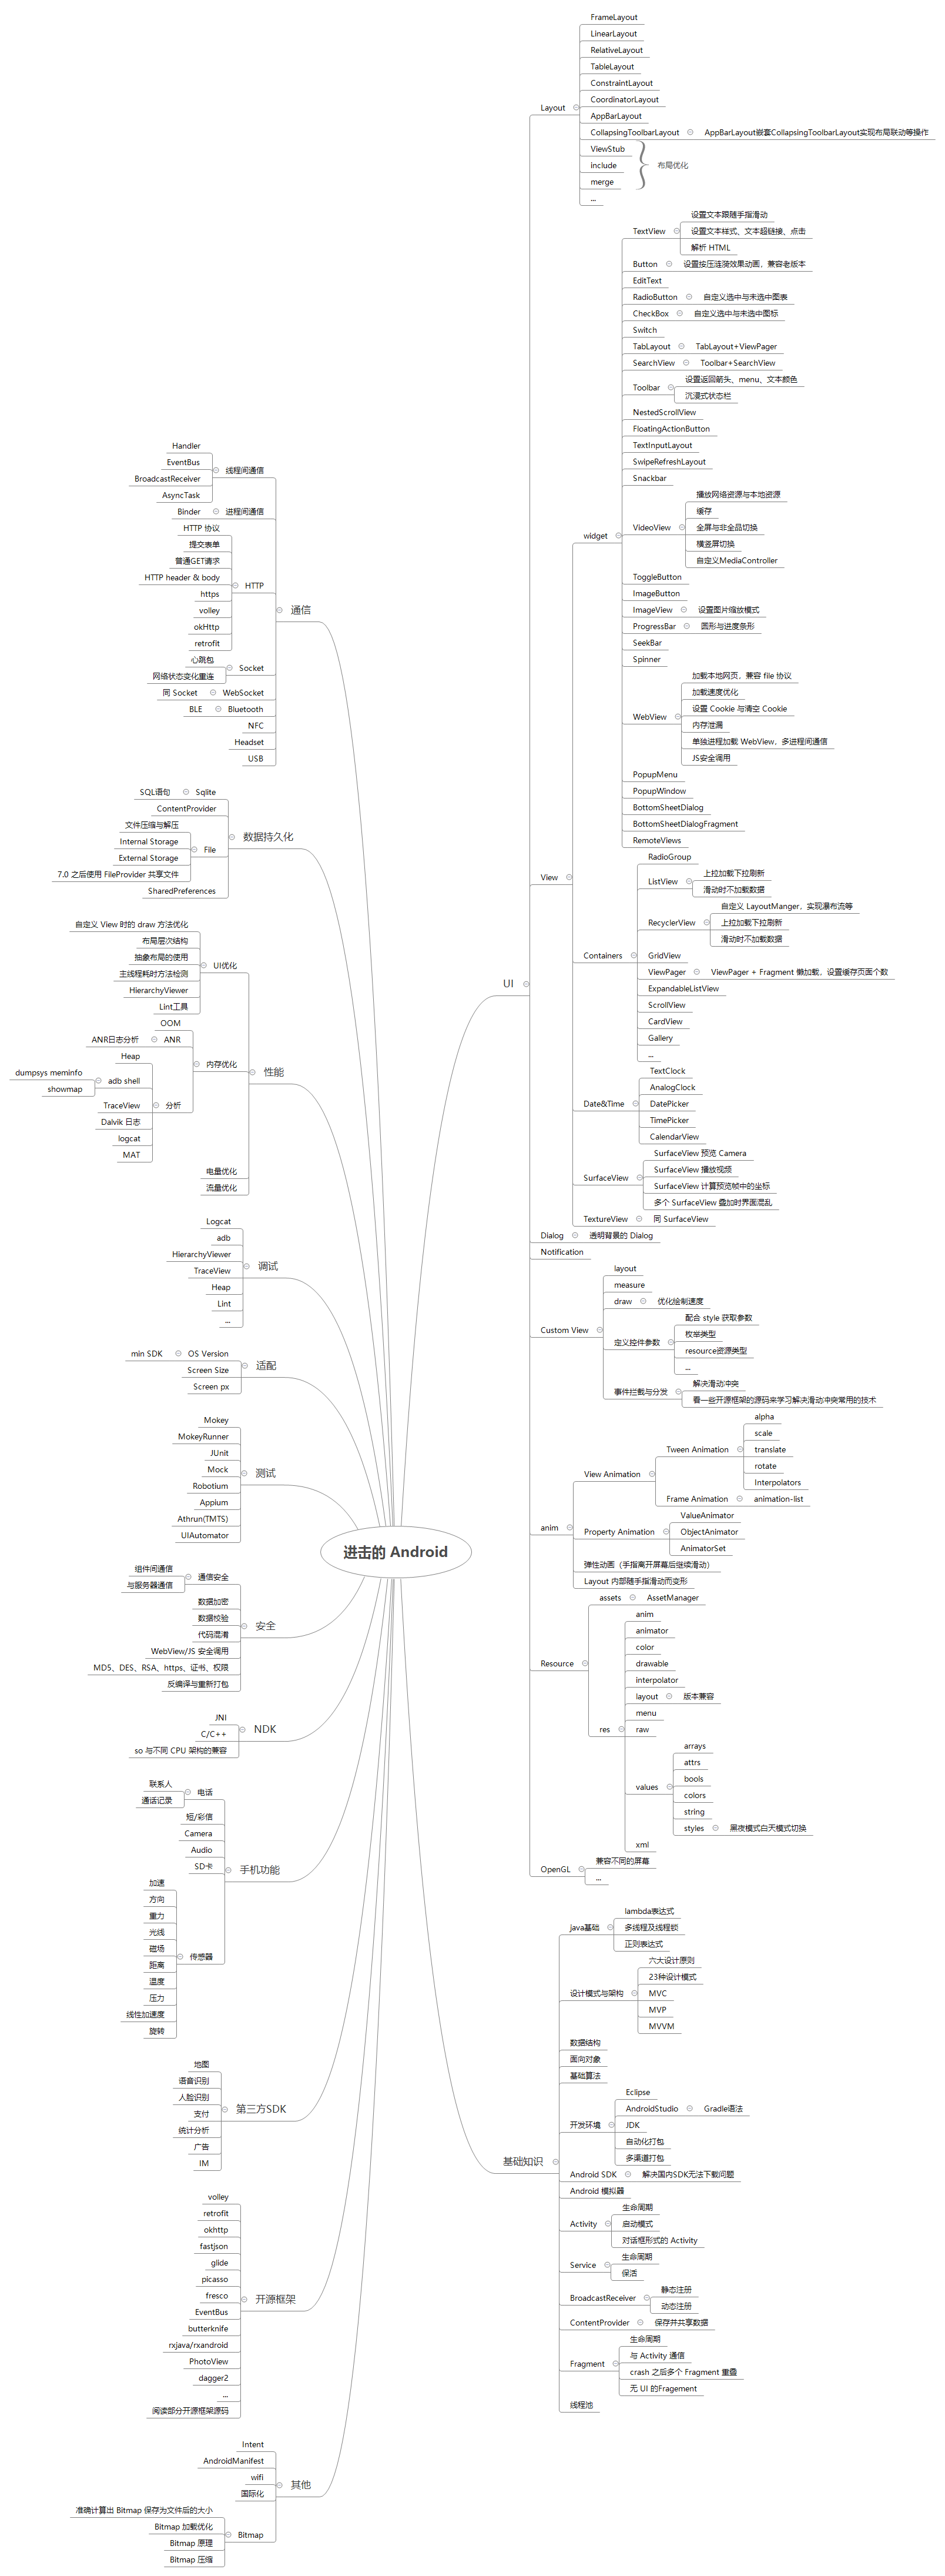 进击的 Android
UI
Layout
FrameLayout
LinearLayout
RelativeLayout
TableLayout
ConstraintLayout
CoordinatorLayout
AppBarLayout
CollapsingToolbarLayout
AppBarLayout嵌套CollapsingToolbarLayout实现布局联动等操作
ViewStub
include
merge
布局优化
...
View
widget
TextView
设置文本跟随手指滑动
设置文本样式、文本超链接、点击
解析 HTML
Button
设置按压涟漪效果动画，兼容老版本
EditText
RadioButton
自定义选中与未选中图表
CheckBox
自定义选中与未选中图标
Switch
TabLayout
TabLayout+ViewPager
SearchView
Toolbar+SearchView
Toolbar
设置返回箭头、menu、文本颜色
沉浸式状态栏
NestedScrollView
FloatingActionButton
TextInputLayout
SwipeRefreshLayout
Snackbar
VideoView
播放网络资源与本地资源
缓存
全屏与非全品切换
横竖屏切换
自定义MediaController
ToggleButton
ImageButton
ImageView
设置图片缩放模式
ProgressBar
圆形与进度条形
SeekBar
Spinner
WebView
加载本地网页，兼容 file 协议
加载速度优化
设置 Cookie 与清空 Cookie
内存泄漏
单独进程加载 WebView，多进程间通信
JS安全调用
PopupMenu
PopupWindow
BottomSheetDialog
BottomSheetDialogFragment
RemoteViews
Containers
RadioGroup
ListView
上拉加载下拉刷新
滑动时不加载数据
RecyclerView
自定义 LayoutManger，实现瀑布流等
上拉加载下拉刷新
滑动时不加载数据
GridView
ViewPager
ViewPager + Fragment 懒加载，设置缓存页面个数
ExpandableListView
ScrollView
CardView
Gallery
...
Date&Time
TextClock
AnalogClock
DatePicker
TimePicker
CalendarView
SurfaceView
SurfaceView 预览 Camera
SurfaceView 播放视频
SurfaceView 计算预览帧中的坐标
多个 SurfaceView 叠加时界面混乱
TextureView
同 SurfaceView
Dialog
透明背景的 Dialog
Notification
Custom View
layout
measure
draw
优化绘制速度
定义控件参数
配合 style 获取参数
枚举类型
resource资源类型
...
事件拦截与分发
解决滑动冲突
看一些开源框架的源码来学习解决滑动冲突常用的技术
anim
View Animation
Tween Animation
alpha
scale
translate
rotate
Interpolators
Frame Animation
animation-list
Property Animation
ValueAnimator
ObjectAnimator
AnimatorSet
弹性动画（手指离开屏幕后继续滑动）
Layout 内部随手指滑动而变形
Resource
assets
AssetManager
res
anim
animator
color
drawable
interpolator
layout
版本兼容
menu
raw
values
arrays
attrs
bools
colors
string
styles
黑夜模式白天模式切换
xml
OpenGL
兼容不同的屏幕
...
基础知识
java基础
lambda表达式
多线程及线程锁
正则表达式
设计模式与架构
六大设计原则
23种设计模式
MVC
MVP
MVVM
数据结构
面向对象
基础算法
开发环境
Eclipse
AndroidStudio
Gradle语法
JDK
自动化打包
多渠道打包
Android SDK
解决国内SDK无法下载问题
Android 模拟器
Activity
生命周期
启动模式
对话框形式的 Activity
Service
生命周期
保活
BroadcastReceiver
静态注册
动态注册
ContentProvider
保存并共享数据
Fragment
生命周期
与 Activity 通信
crash 之后多个 Fragment 重叠
无 UI 的Fragement
线程池
通信
线程间通信
Handler
EventBus
BroadcastReceiver
AsyncTask
进程间通信
Binder
HTTP
HTTP 协议
提交表单
普通GET请求
HTTP header & body
https
volley
okHttp
retrofit
Socket
心跳包
网络状态变化重连
WebSocket
同 Socket
Bluetooth
BLE
NFC
Headset
USB
数据持久化
Sqlite
SQL语句
ContentProvider
File
文件压缩与解压
Internal Storage
External Storage
7.0 之后使用 FileProvider 共享文件
SharedPreferences
性能
UI优化
自定义 View 时的 draw 方法优化
布局层次结构
抽象布局的使用
主线程耗时方法检测
HierarchyViewer
Lint工具
内存优化
OOM
ANR
ANR日志分析
分析
Heap
adb shell
dumpsys meminfo
showmap
TraceView
Dalvik 日志
logcat
MAT
电量优化
流量优化
调试
Logcat
adb
HierarchyViewer
TraceView
Heap
Lint
...
适配
OS Version
min SDK
Screen Size
Screen px
测试
Mokey
MokeyRunner
JUnit
Mock
Robotium
Appium
Athrun(TMTS)
UIAutomator
安全
通信安全
组件间通信
与服务器通信
数据加密
数据校验
代码混淆
WebView/JS 安全调用
MD5、DES、RSA、https、证书、权限
反编译与重新打包
NDK
JNI
C/C++
so 与不同 CPU 架构的兼容
手机功能
电话
联系人
通话记录
短/彩信
Camera
Audio
SD卡
传感器
加速
方向
重力
光线
磁场
距离
温度
压力
线性加速度
旋转
第三方SDK
地图
语音识别
人脸识别
支付
统计分析
广告
IM
开源框架
volley
retrofit
okhttp
fastjson
glide
picasso
fresco
EventBus
butterknife
rxjava/rxandroid
PhotoView
dagger2
...
阅读部分开源框架源码
其他
Intent
AndroidManifest
wifi
国际化
Bitmap
准确计算出 Bitmap 保存为文件后的大小
Bitmap 加载优化
Bitmap 原理
Bitmap 压缩